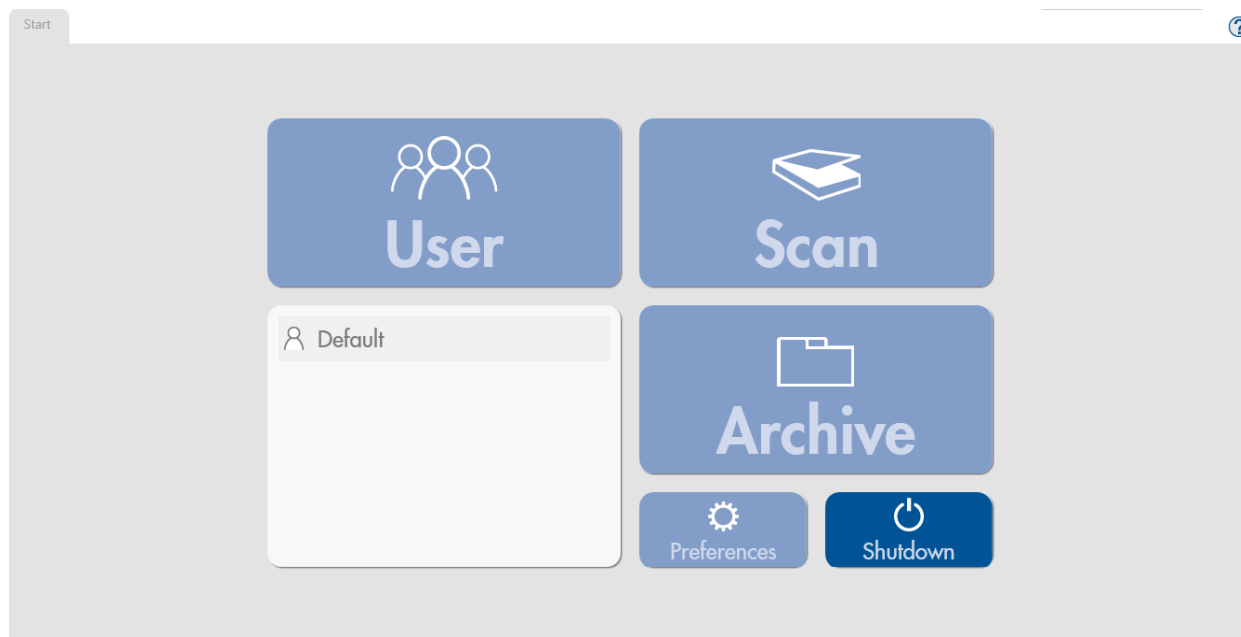 Start
?
User
Scan
Default
Archive
Preferences
Shutdown